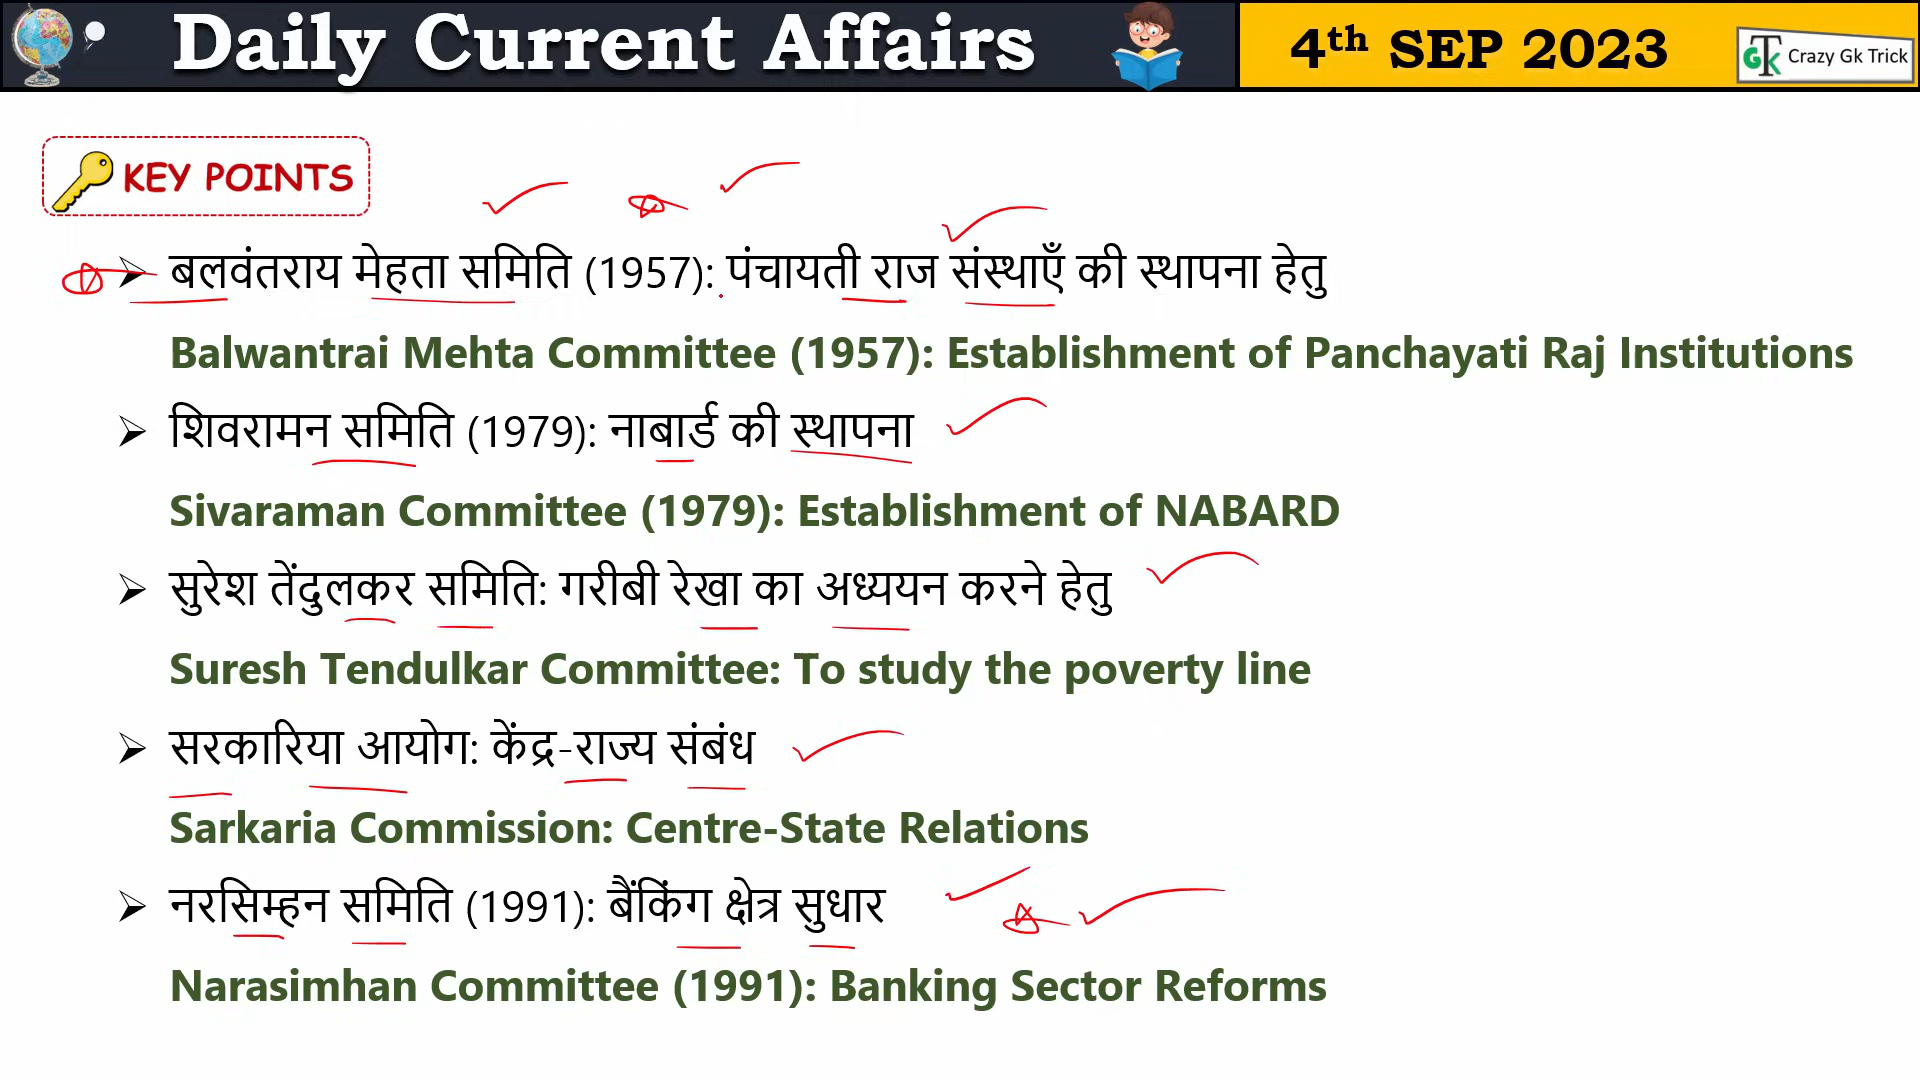 Daily Current Affairs
4th SEP 2023
GTK Crazy Gk Trick
KEY POINTS
➢ बलवंतराय मेहता समिति (1957): पंचायती राज संस्थाएँ की स्थापना हेतु
Balwantrai Mehta Committee (1957): Establishment of Panchayati Raj Institutions
➢ शिवरामन समिति (1979): नाबार्ड की स्थापना
Sivaraman Committee (1979): Establishment of NABARD
➢ सुरेश तेंदुलकर समिति: गरीबी रेखा का अध्ययन करने हेतु
Suresh Tendulkar Committee: To study the poverty line
➢ सरकारिया आयोग: केंद्र-राज्य संबंध
Sarkaria Commission: Centre-State Relations
➢ नरसिम्हन समिति (1991): बैंकिंग क्षेत्र सुधार
Narasimhan Committee (1991): Banking Sector Reforms